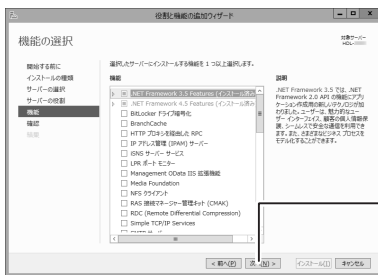 役割と機能の追加ウィザード
機能の選択
対象サーバー
HDL-
開始する前に
インストールの種類
サーバーの選択
サーバーの役割
機能
確認
結果
選択したサーバーにインストールする機能を 1 つ以上選択します。
機能
.NET Framework 3.5 Features (インストール済み
.NET Framework 4.5 Features (インストール済み
BitLocker ドライブ暗号化
BranchCache
HTTP プロキシを経由した RPC
IP アドレス管理 (IPAM) サーバー
iSNS サーバー サービス
LPR ポート モニター
Management OData IIS 拡張機能
Media Foundation
NFS クライアント
RAS 接続マネージャー管理キット (CMAK)
RDC (Remote Differential Compression)
Simple TCP/IP Services
説明
.NET Framework 3.5 では、.NET
Framework 2.0 API の機能にアプリ
ケーション作成用の新しいテクノロジが加
わりました。ユーザーは、魅力的なユー
ザー インターフェイス、顧客の個人情報保
護、シームレスで安全な通信を利用でき
ます。また、さまざまなビジネス プロセスを
モデル化することができます。
< 前へ(P)
次へ(N) >
インストール(I)
キャンセル